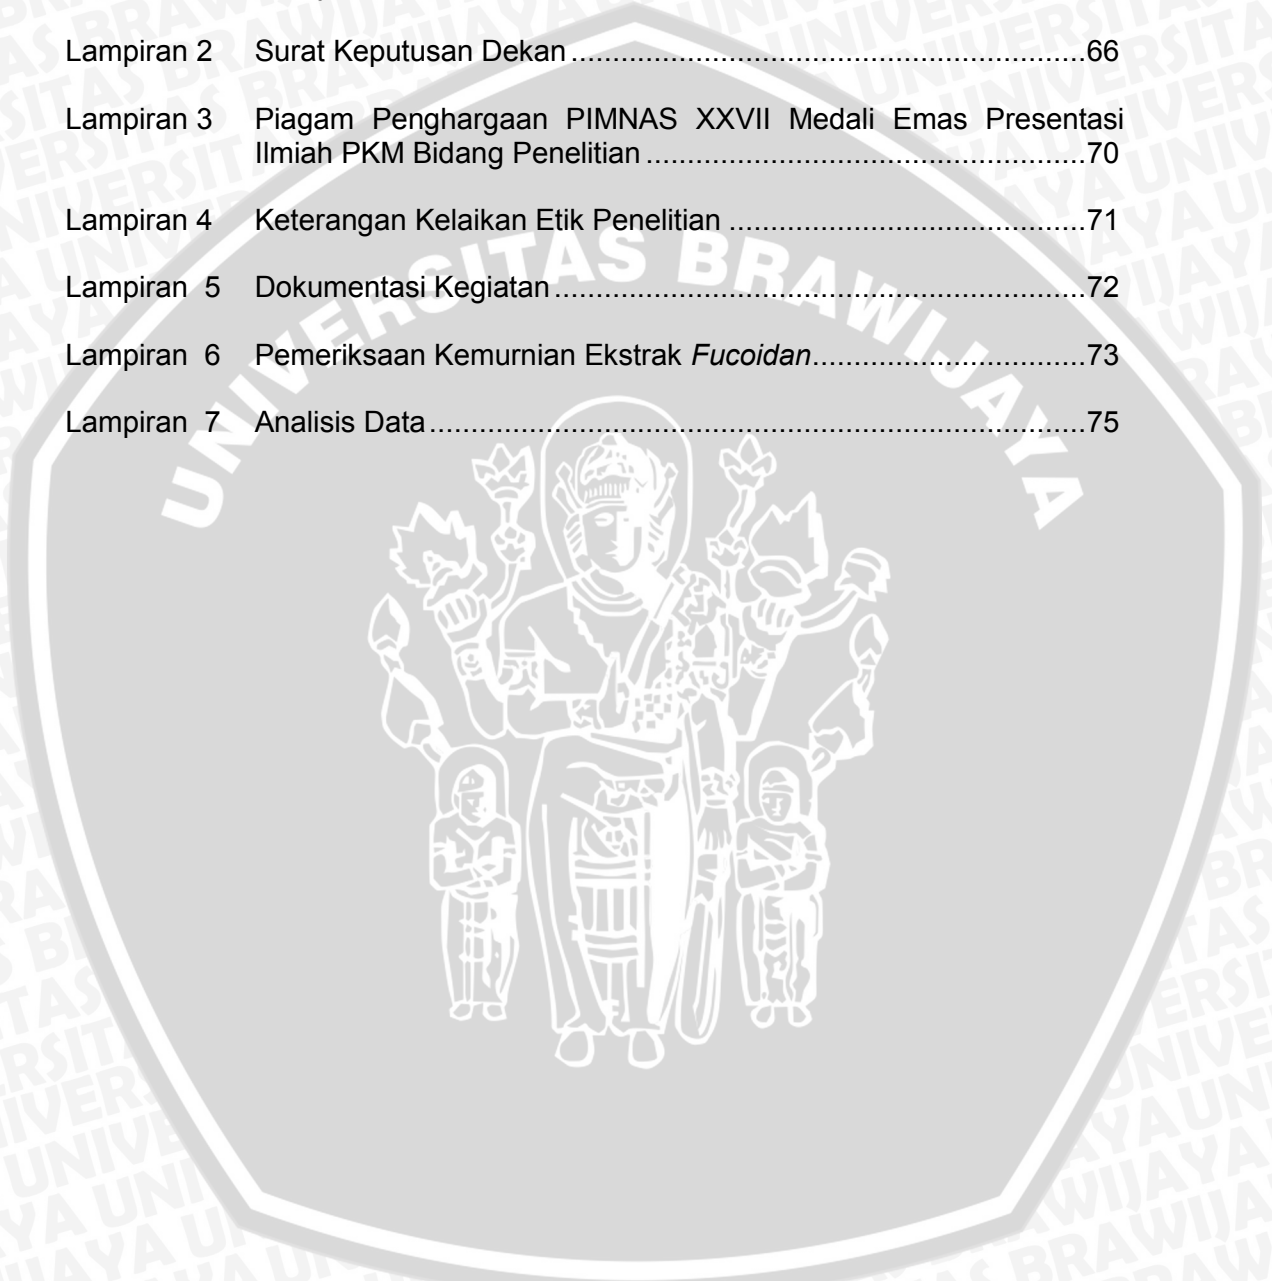 Lampiran 2 Surat Keputusan Dekan ............................................................66
Lampiran 3 Piagam Penghargaan PIMNAS XXVII Medali Emas Presentasi
Ilmiah PKM Bidang Penelitian ....................................................70
Lampiran 4 Keterangan Kelaikan Etik Penelitian ..........................................71
Lampiran 5 Dokumentasi Kegiatan ..............................................................72
Lampiran 6 Pemeriksaan Kemurnian Ekstrak Fucoidan ................................73
Lampiran 7 Analisis Data .............................................................................75
UNIVERSITAS BRAWIJAYA